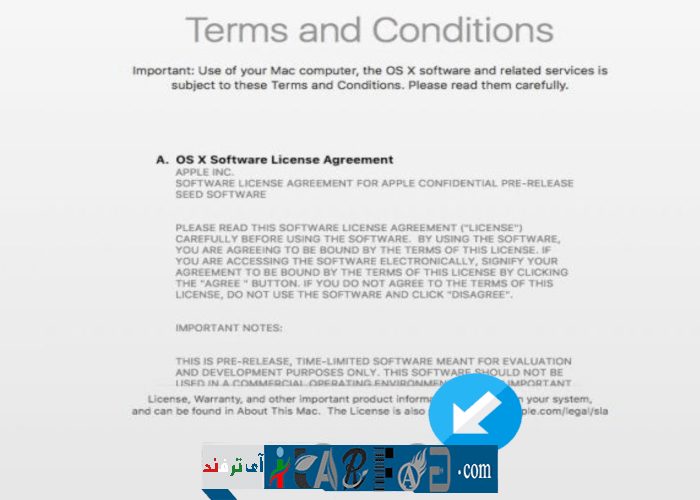 Terms and Conditions
Important: Use of your Mac computer, the OS X software and related services is
subject to these Terms and Conditions. Please read them carefully.
A. OS X Software License Agreement
APPLE INC.
SOFTWARE LICENSE AGREEMENT FOR APPLE CONFIDENTIAL PRE-RELEASE
SEED SOFTWARE
PLEASE READ THIS SOFTWARE LICENSE AGREEMENT ("LICENSE")
CAREFULLY BEFORE USING THE SOFTWARE. BY USING THE SOFTWARE,
YOU ARE AGREEING TO BE BOUND BY THE TERMS OF THIS LICENSE. IF
YOU ARE ACCESSING THE SOFTWARE ELECTRONICALLY, SIGNIFY YOUR
AGREEMENT TO BE BOUND BY THE TERMS OF THIS LICENSE BY CLICKING
THE "AGREE " BUTTON. IF YOU DO NOT AGREE TO THE TERMS OF THIS
LICENSE, DO NOT USE THE SOFTWARE AND CLICK "DISAGREE".
IMPORTANT NOTES:
THIS IS PRE-RELEASE, TIME-LIMITED SOFTWARE MEANT FOR EVALUATION
AND DEVELOPMENT PURPOSES ONLY. THIS SOFTWARE SHOULD NOT BE
USED IN A COMMERCIAL OPERATING ENVIRONMENT IMPORTANT
License, Warranty, and other important product inform your system,
and can be found in About This Mac. The License is also ple.com/legal/sla
آی ترفند
.com